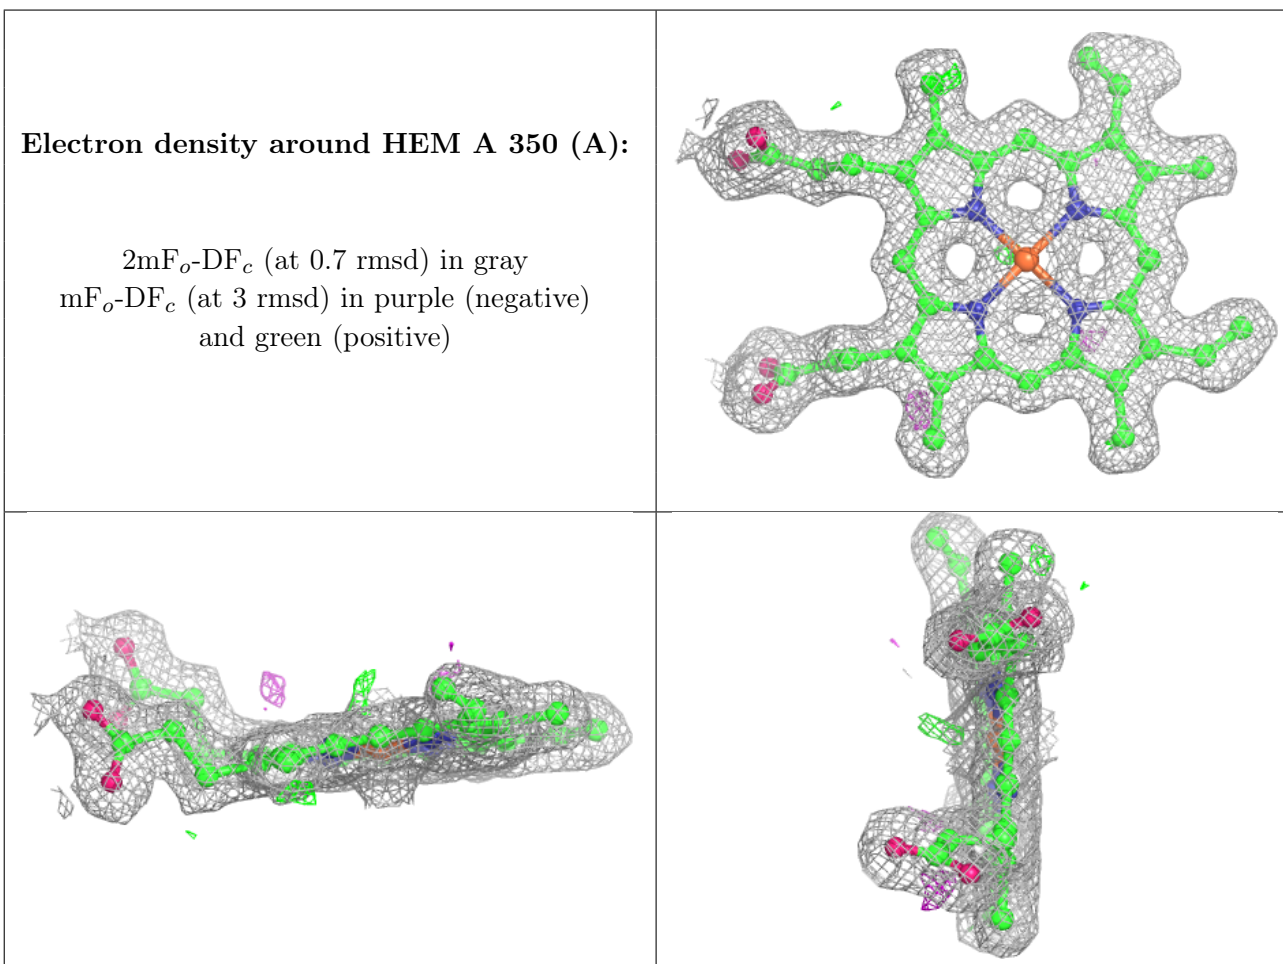 Electron density around HEM A 350 (A):
2mFo-DFc (at 0.7 rmsd) in gray
mFo-DFc (at 3 rmsd) in purple (negative)
and green (positive)